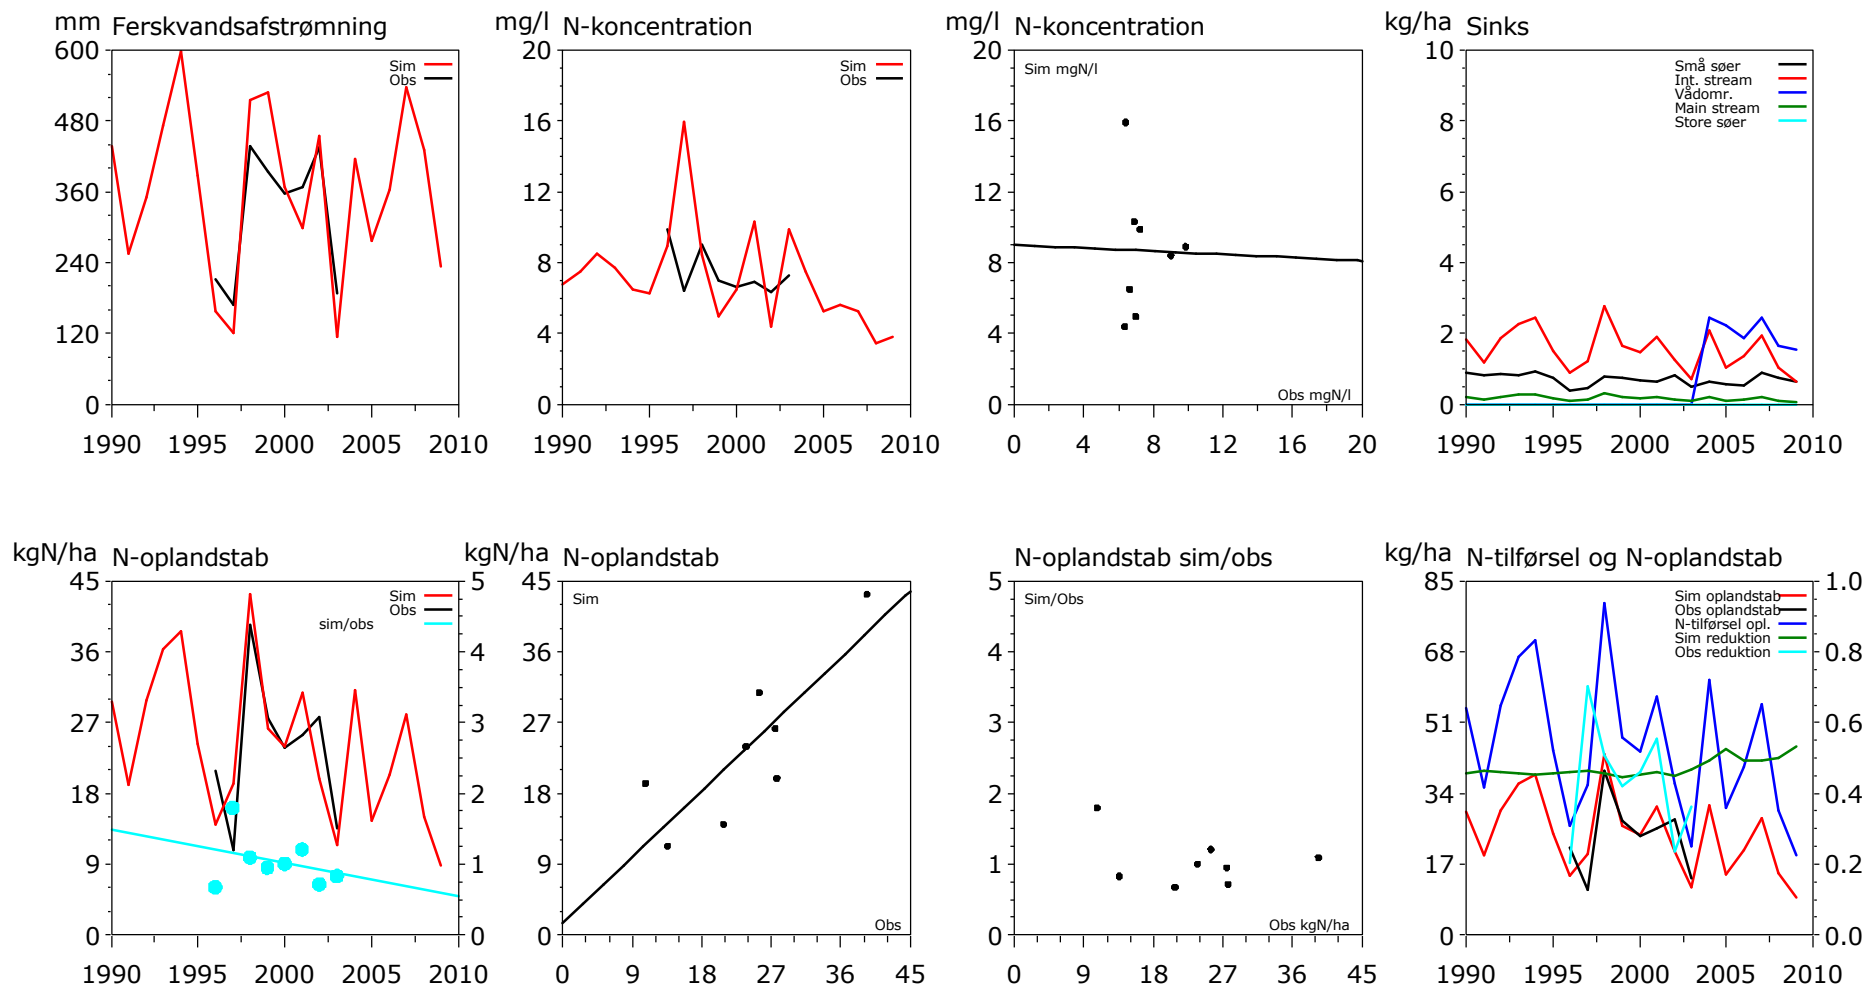 mm Ferskvandsafstrømning
600
480
360
240
120
0
Sim
Obs
1990 1995 2000 2005 2010
mg/l N-koncentration
20
16
12
8
4
0
Sim
Obs
1990 1995 2000 2005 2010
mg/l N-koncentration
20
16
12
8
4
0
Sim mgN/l
Obs mgN/l
0 4 8 12 16 20
kg/ha Sinks
10
8
6
4
2
0
Små søer
Int. stream
Vådomr.
Main stream
Store søer
1990 1995 2000 2005 2010
kgN/ha N-oplandstab
45 5
36 4
27 3
18 2
9 1
0 0
Sim
Obs
sim/obs
1990 1995 2000 2005 2010
kgN/ha N-oplandstab
45
36
27
18
9
0
Sim
Obs
0 9 18 27 36 45
N-oplandstab sim/obs
5
4
3
2
1
0
Sim/Obs
Obs kgN/ha
0 9 18 27 36 45
kg/ha N-tilførsel og N-oplandstab
85 1.0
68 0.8
51 0.6
34 0.4
17 0.2
0 0.0
Sim oplandstab
Obs oplandstab
N-tilførsel opl.
Sim reduktion
Obs reduktion
1990 1995 2000 2005 2010